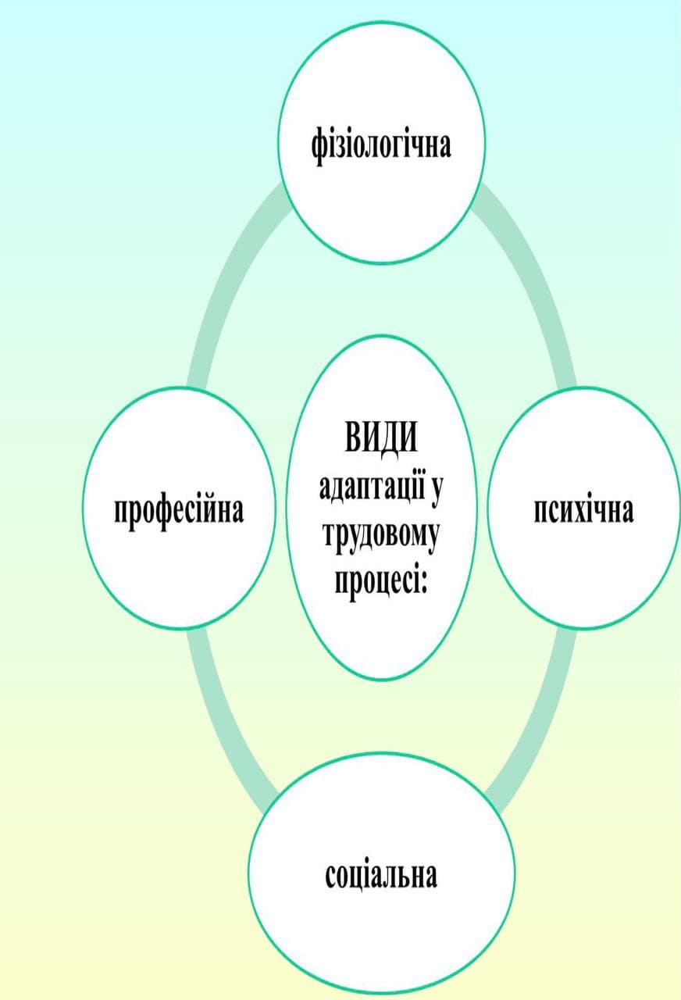 фізіологічна
ВИДИ
адаптації у
трудовому
процесі:
професійна
психічна
соціальна